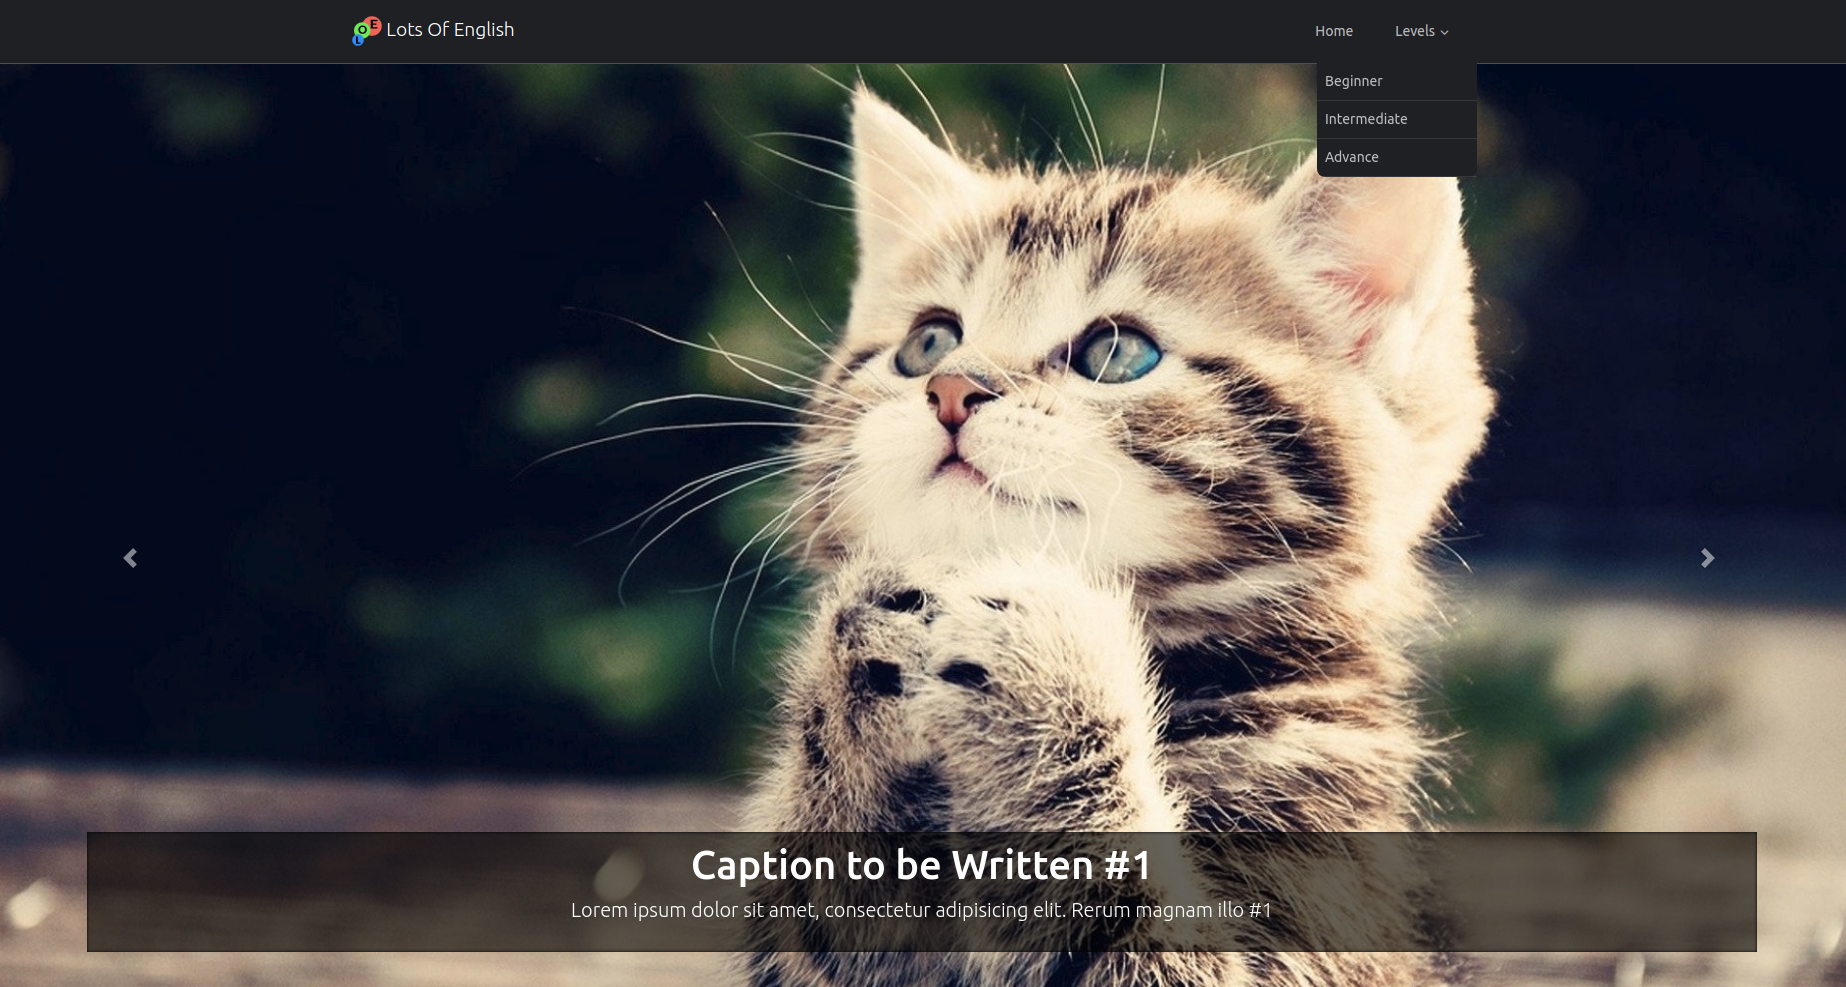 LOE Lots Of English
Home Levels
Beginner
Intermediate
Advance
Caption to be Written #1
Lorem ipsum dolor sit amet, consectetur adipisicing elit. Rerum magnam illo #1